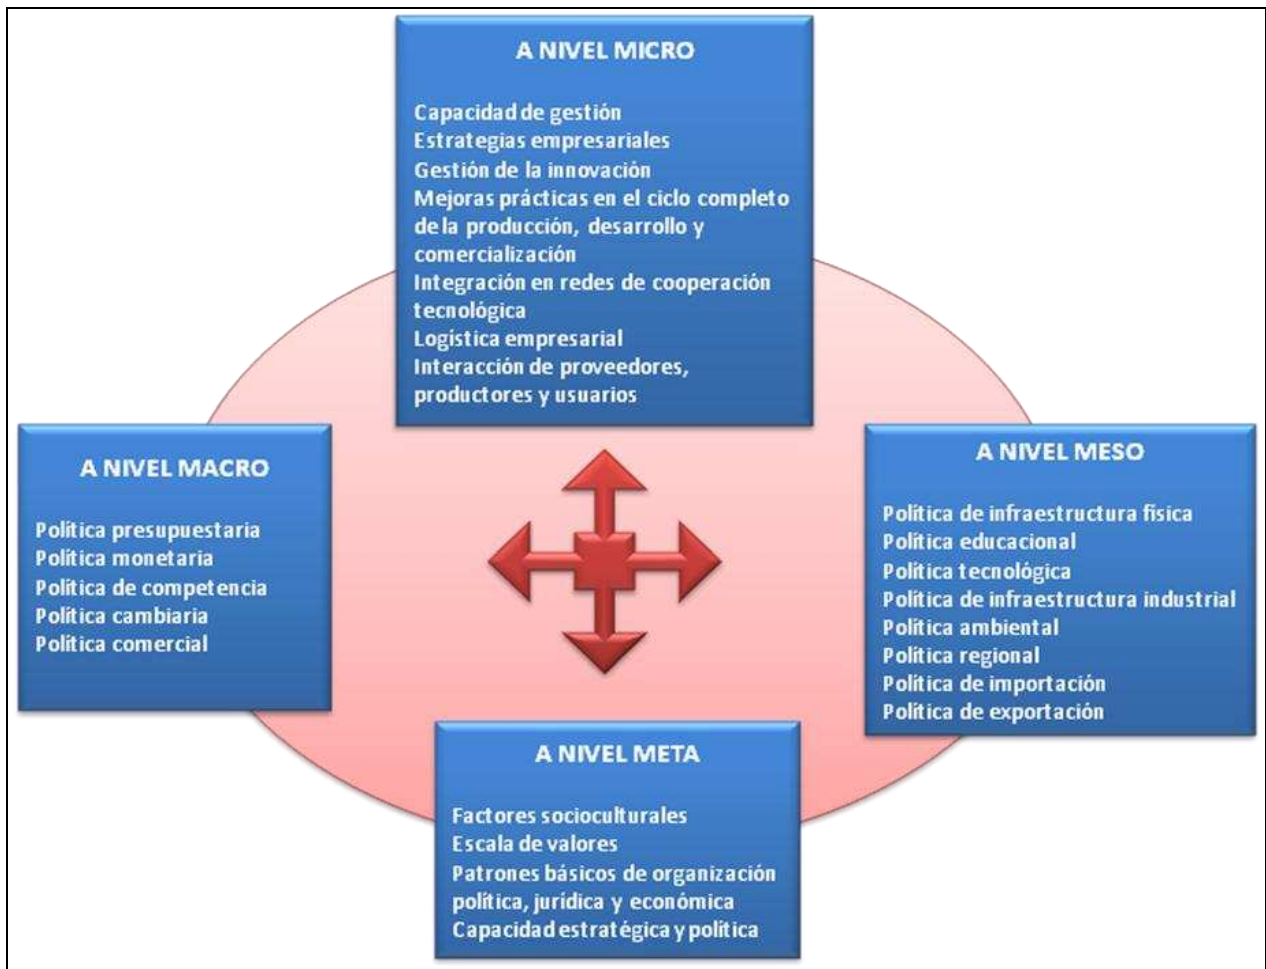 A NIVEL MICRO
Capacidad de gestión
Estrategias empresariales
Gestión de la innovación
Mejoras prácticas en el ciclo completo
de la producción, desarrollo y
comercialización
Integración en redes de cooperación
tecnológica
Logística empresarial
Interacción de proveedores,
productores y usuarios
A NIVEL MACRO
Política presupuestaria
Política monetaria
Política de competencia
Política cambiaria
Política comercial
A NIVEL MESO
Política de infraestructura física
Política educacional
Política tecnológica
Política de infraestructura industrial
Política ambiental
Política regional
Política de importación
Política de exportación
A NIVEL META
Factores socioculturales
Escala de valores
Patrones básicos de organización
política, jurídica y económica
Capacidad estratégica y política